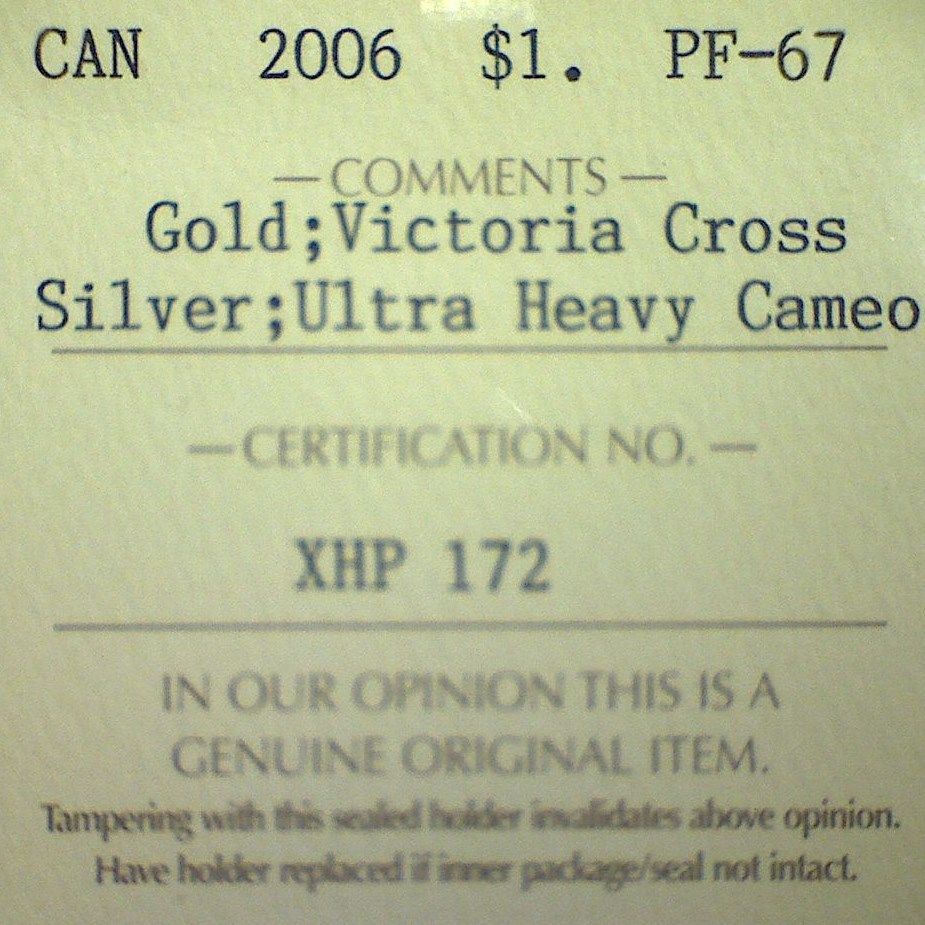 CAN 2006 $1. PF-67
— COMMENTS —
Gold;Victoria Cross
Silver;Ultra Heavy Cameo
— CERTIFICATION NO. —
XHP 172
IN OUR OPINION THIS IS A
GENUINE ORIGINAL ITEM.
Tampering with this sealed holder invalidates above opinion.
Have holder replaced if inner package/seal not intact.